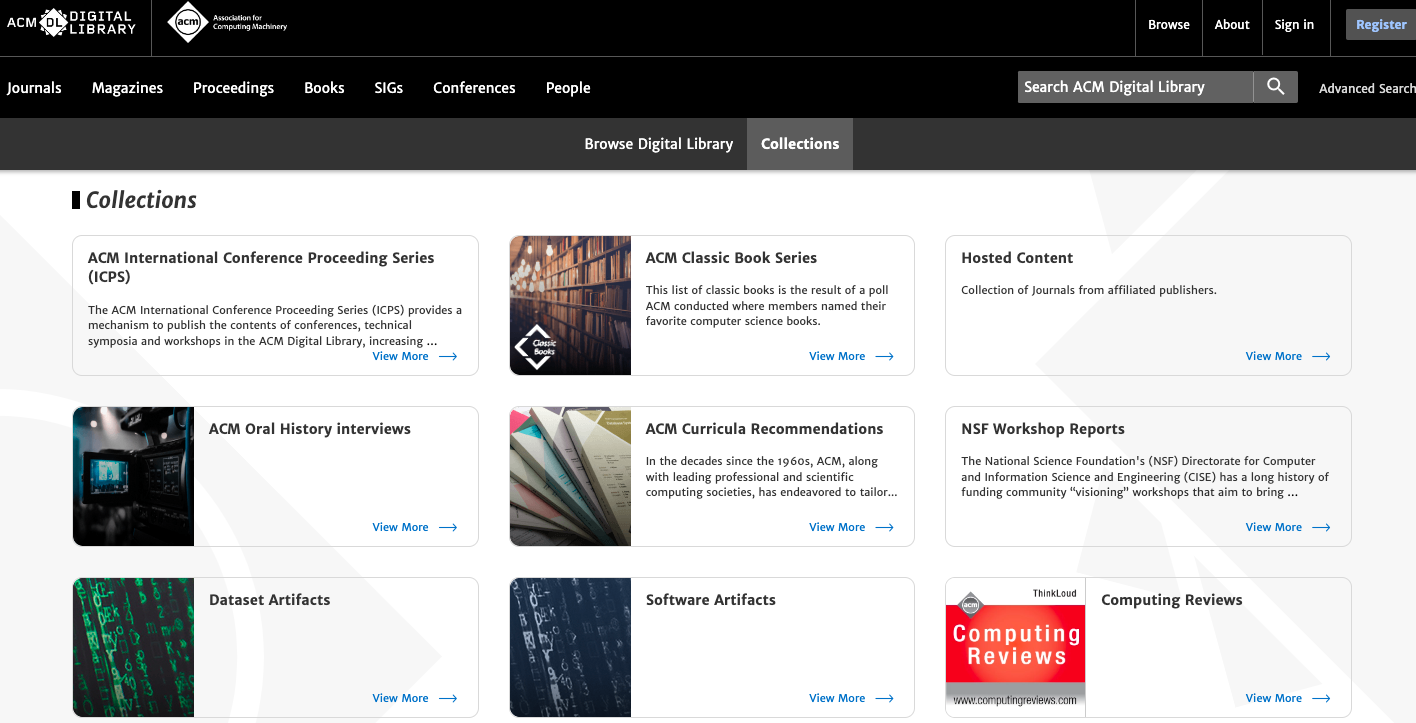 ACM DL DIGITAL LIBRARY
acm Association for Computing Machinery
Browse
About
Sign in
Register
Journals
Magazines
Proceedings
Books
SIGs
Conferences
People
Search ACM Digital Library
Advanced Search
Browse Digital Library
Collections
Collections
ACM International Conference Proceeding Series
(ICPS)
The ACM International Conference Proceeding Series (ICPS) provides a
mechanism to publish the contents of conferences, technical
symposia and workshops in the ACM Digital Library, increasing ...
View More
Classic
Books
ACM Classic Book Series
This list of classic books is the result of a poll
ACM conducted where members named their
favorite computer science books.
View More
Hosted Content
Collection of Journals from affiliated publishers.
View More
ACM Oral History interviews
View More
ACM Curricula Recommendations
In the decades since the 1960s, ACM, along
with leading professional and scientific
computing societies, has endeavored to tailor...
View More
NSF Workshop Reports
The National Science Foundation's (NSF) Directorate for Computer
and Information Science and Engineering (CISE) has a long history of
funding community “visioning” workshops that aim to bring ...
View More
Dataset Artifacts
View More
Software Artifacts
View More
ThinkLoud
acm
Computing
Reviews
www.computingreviews.com
Computing Reviews
View More